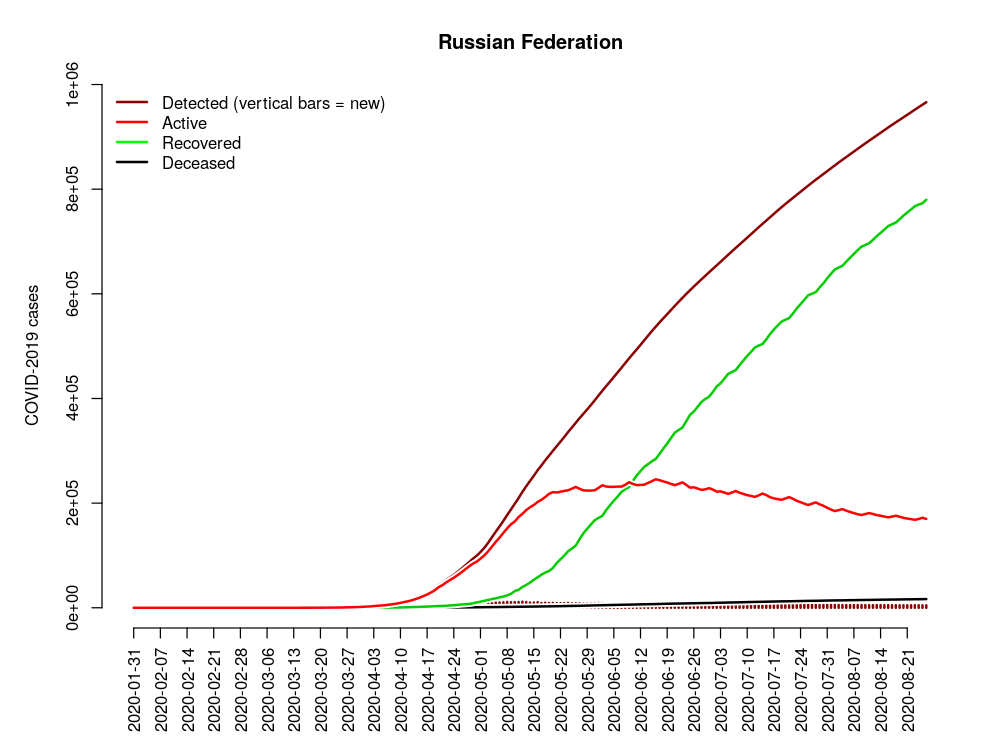 Russian Federation
Detected (vertical bars = new)
Active
Recovered
Deceased
COVID-2019 cases
1e+06
8e+05
6e+05
4e+05
2e+05
0e+00
2020-01-31
2020-02-07
2020-02-14
2020-02-21
2020-02-28
2020-03-06
2020-03-13
2020-03-20
2020-03-27
2020-04-03
2020-04-10
2020-04-17
2020-04-24
2020-05-01
2020-05-08
2020-05-15
2020-05-22
2020-05-29
2020-06-05
2020-06-12
2020-06-19
2020-06-26
2020-07-03
2020-07-10
2020-07-17
2020-07-24
2020-07-31
2020-08-07
2020-08-14
2020-08-21